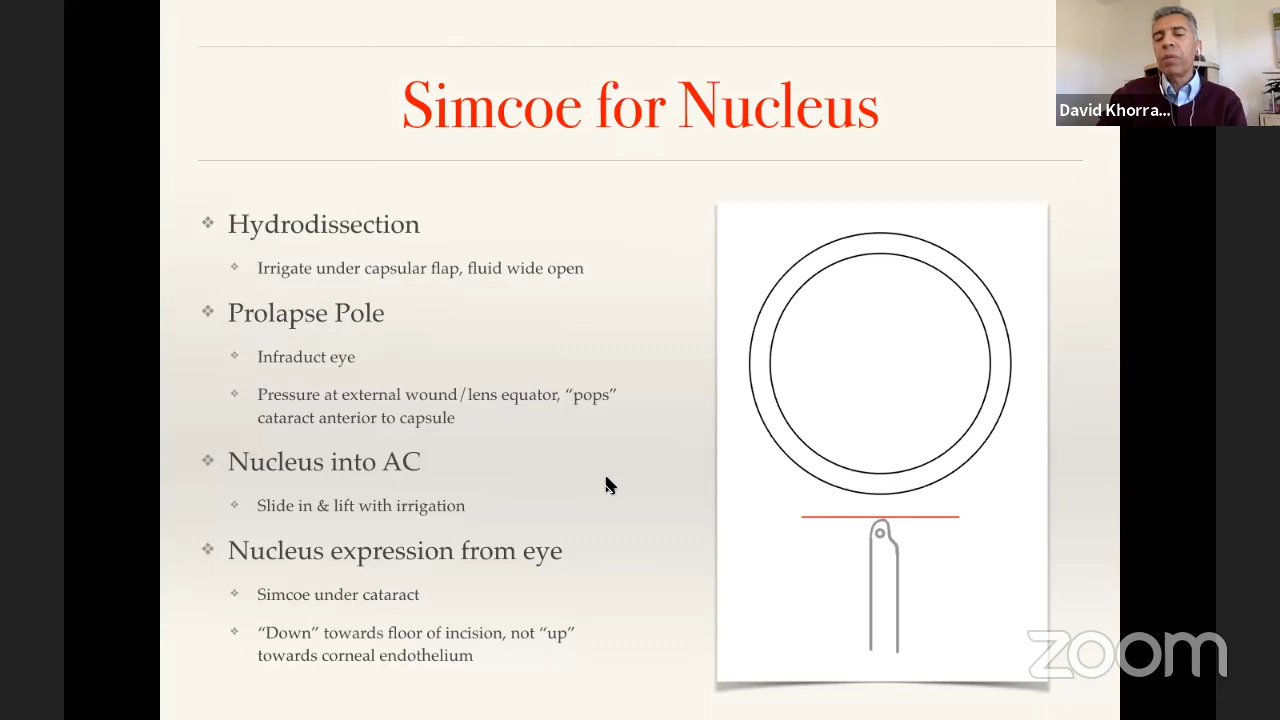 Simcoe for Nucleus
David Khorra...
Hydrodissection
Irrigate under capsular flap, fluid wide open
Prolapse Pole
Infraduct eye
Pressure at external wound/lens equator, “pops”
cataract anterior to capsule
Nucleus into AC
Slide in & lift with irrigation
Nucleus expression from eye
Simcoe under cataract
“Down” towards floor of incision, not “up”
towards corneal endothelium
zoom